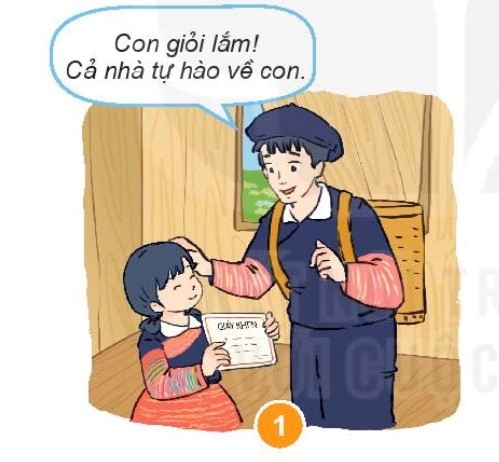 Con giỏi lắm!
Cả nhà tự hào về con.
GIẤY KHEN
1